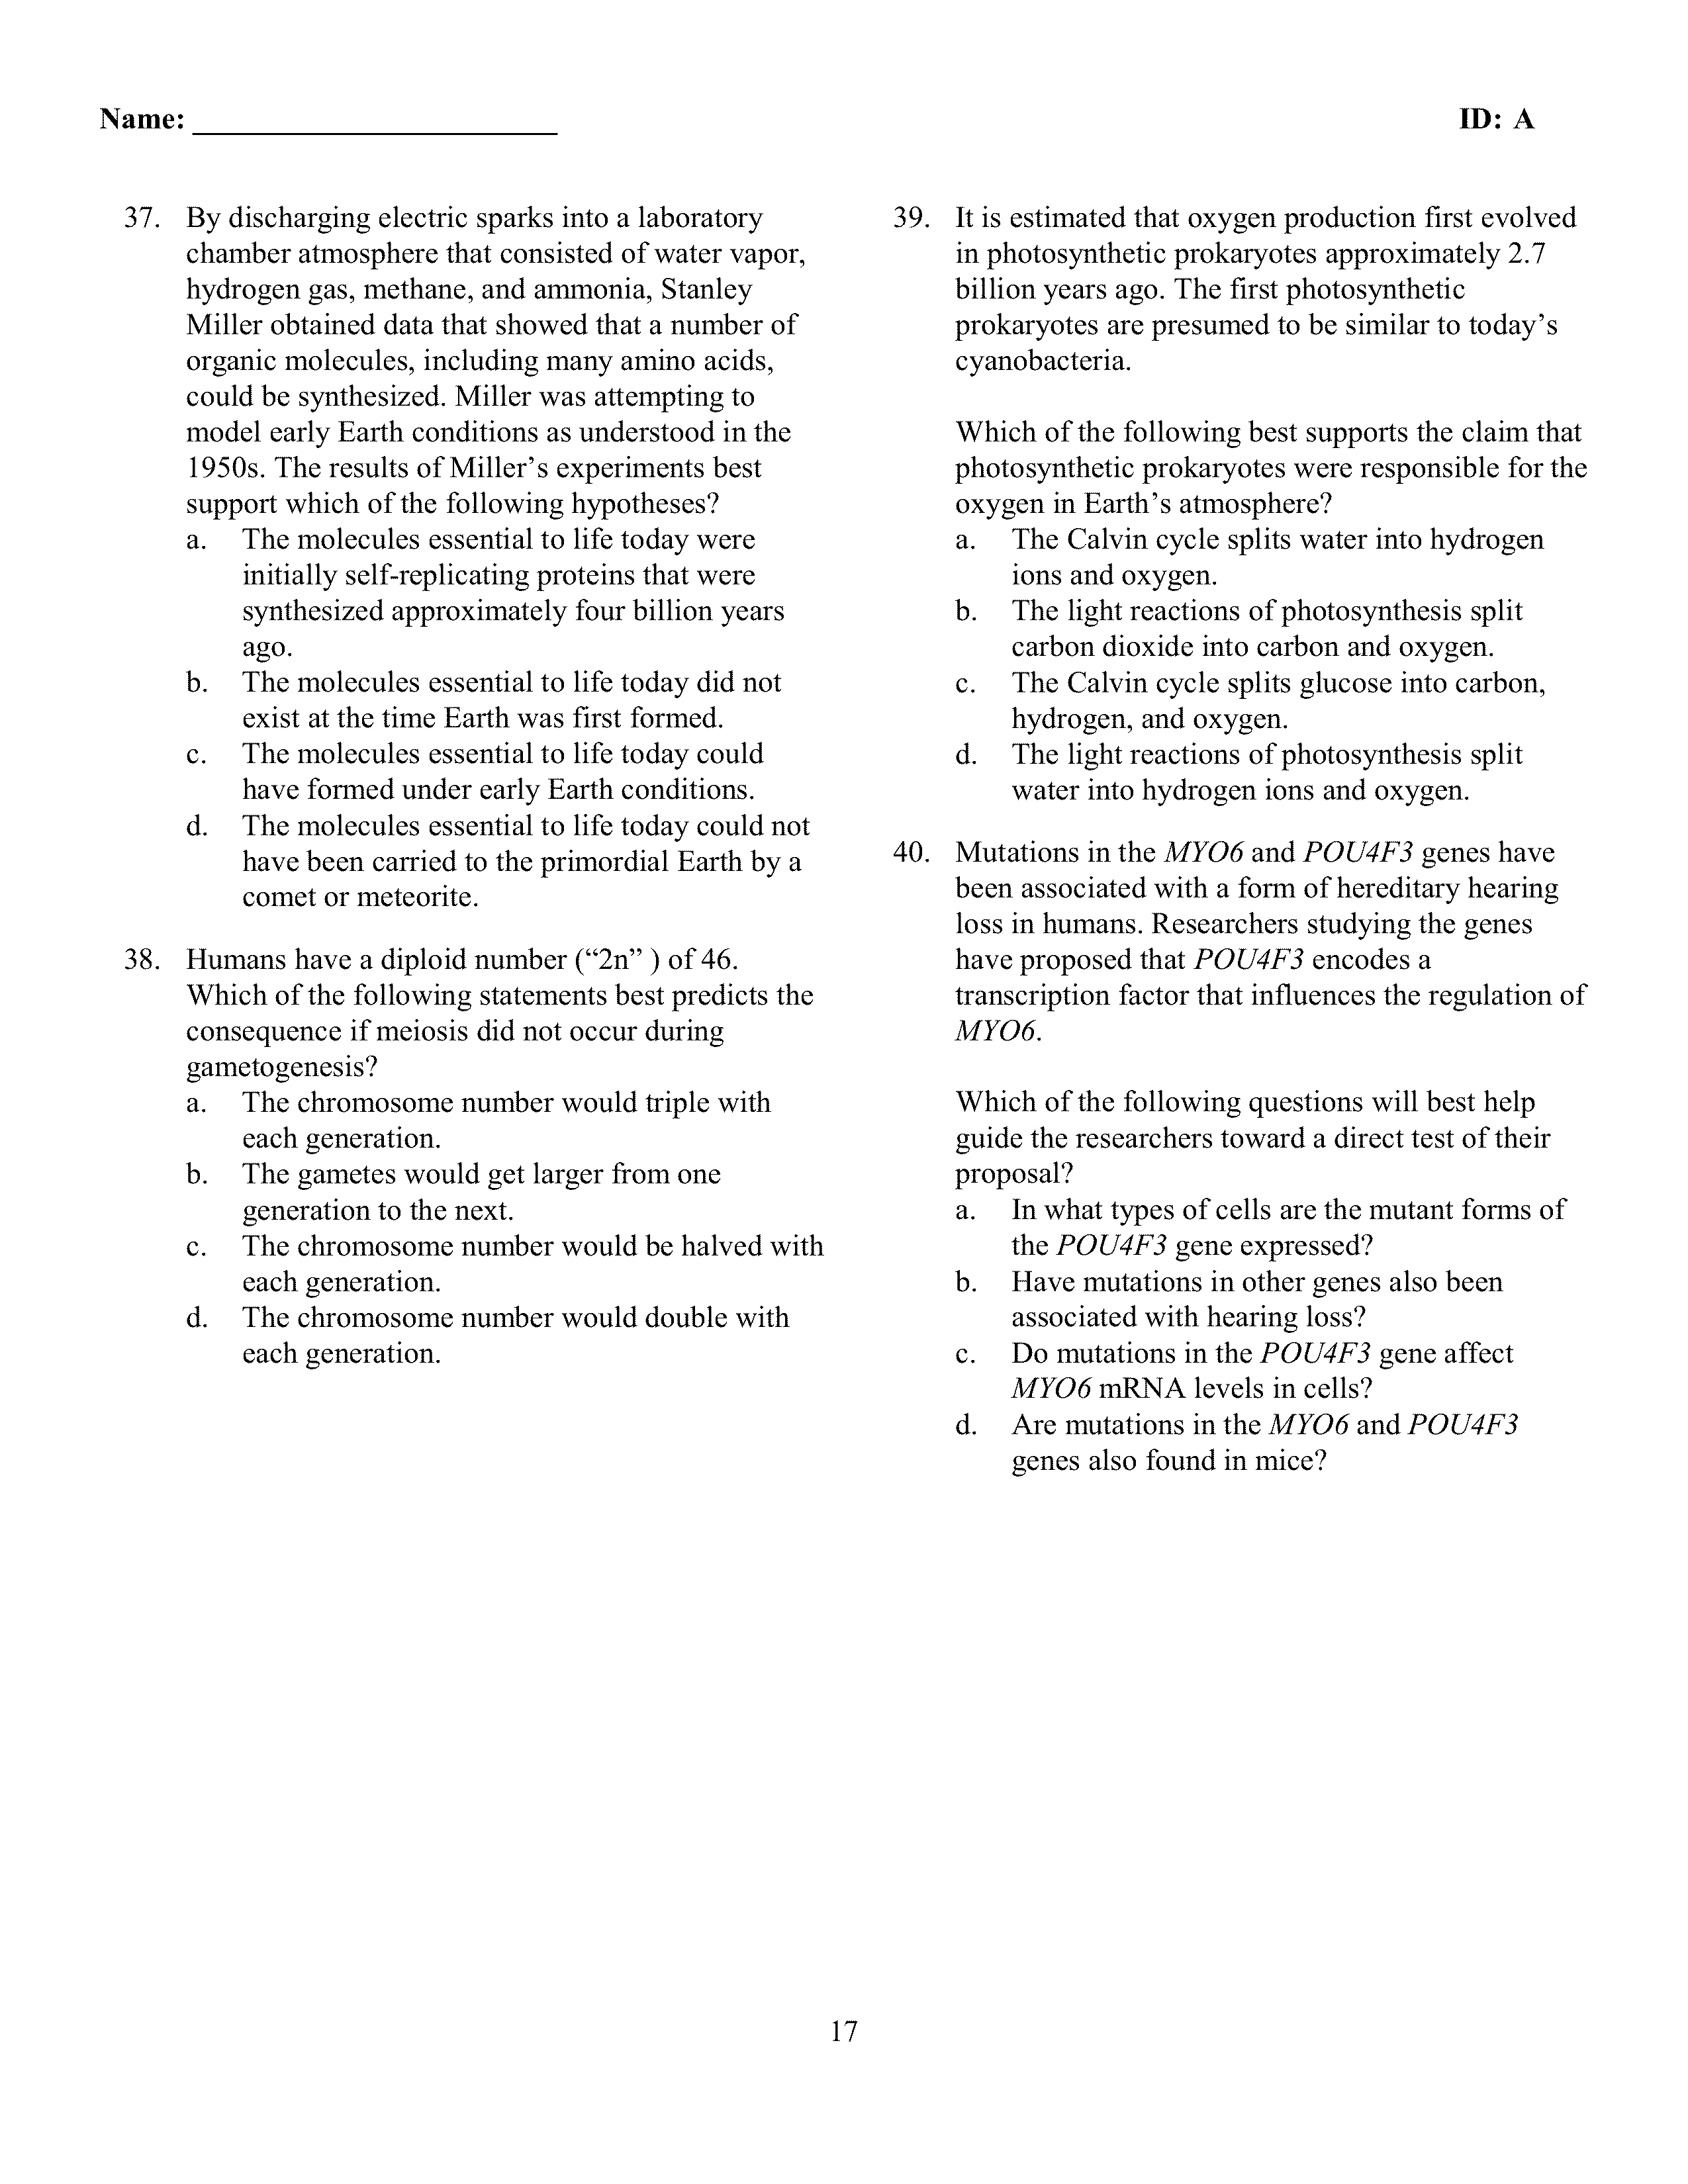 Name: ________________________
ID: A
37. By discharging electric sparks into a laboratory
chamber atmosphere that consisted of water vapor,
hydrogen gas, methane, and ammonia, Stanley
Miller obtained data that showed that a number of
organic molecules, including many amino acids,
could be synthesized. Miller was attempting to
model early Earth conditions as understood in the
1950s. The results of Miller’s experiments best
support which of the following hypotheses?
a. The molecules essential to life today were
initially self-replicating proteins that were
synthesized approximately four billion years
ago.
b. The molecules essential to life today did not
exist at the time Earth was first formed.
c. The molecules essential to life today could
have formed under early Earth conditions.
d. The molecules essential to life today could not
have been carried to the primordial Earth by a
comet or meteorite.
38. Humans have a diploid number (“2n” ) of 46.
Which of the following statements best predicts the
consequence if meiosis did not occur during
gametogenesis?
a. The chromosome number would triple with
each generation.
b. The gametes would get larger from one
generation to the next.
c. The chromosome number would be halved with
each generation.
d. The chromosome number would double with
each generation.
39. It is estimated that oxygen production first evolved
in photosynthetic prokaryotes approximately 2.7
billion years ago. The first photosynthetic
prokaryotes are presumed to be similar to today’s
cyanobacteria.
Which of the following best supports the claim that
photosynthetic prokaryotes were responsible for the
oxygen in Earth’s atmosphere?
a. The Calvin cycle splits water into hydrogen
ions and oxygen.
b. The light reactions of photosynthesis split
carbon dioxide into carbon and oxygen.
c. The Calvin cycle splits glucose into carbon,
hydrogen, and oxygen.
d. The light reactions of photosynthesis split
water into hydrogen ions and oxygen.
40. Mutations in the MYO6 and POU4F3 genes have
been associated with a form of hereditary hearing
loss in humans. Researchers studying the genes
have proposed that POU4F3 encodes a
transcription factor that influences the regulation of
MYO6.
Which of the following questions will best help
guide the researchers toward a direct test of their
proposal?
a. In what types of cells are the mutant forms of
the POU4F3 gene expressed?
b. Have mutations in other genes also been
associated with hearing loss?
c. Do mutations in the POU4F3 gene affect
MYO6 mRNA levels in cells?
d. Are mutations in the MYO6 and POU4F3
genes also found in mice?
17